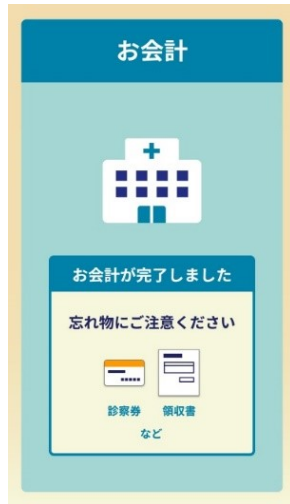 お会計
お会計が完了しました
忘れ物にご注意ください
診察券 領収書
など